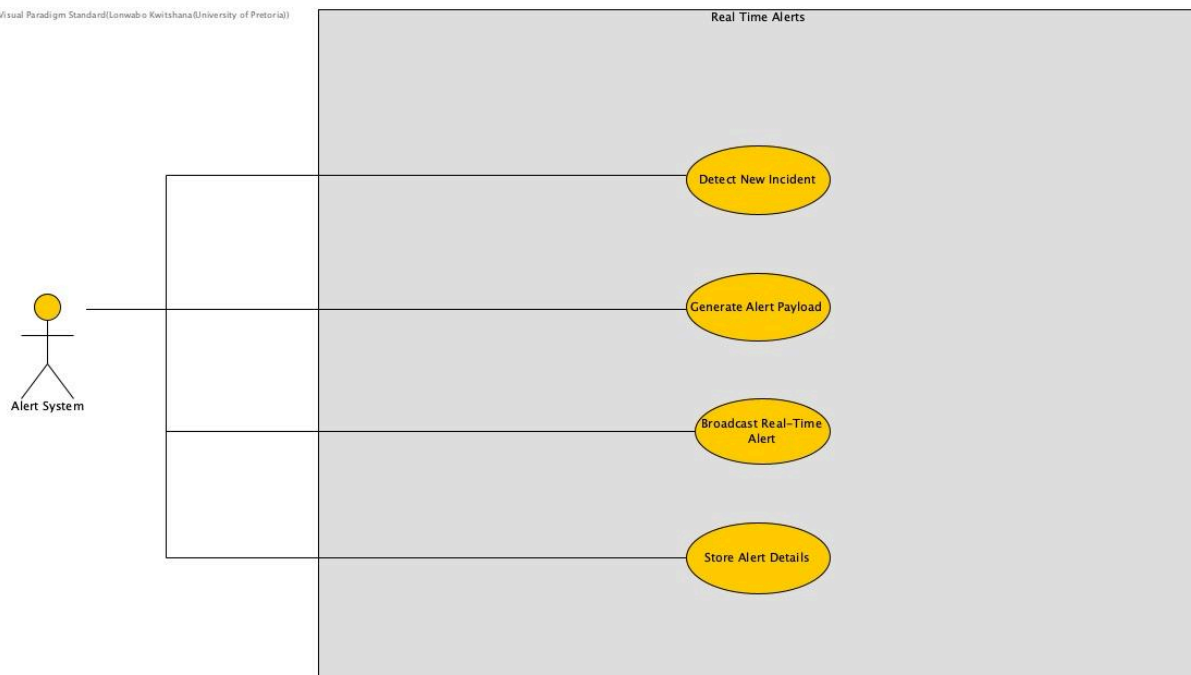 Visual Paradigm Standard(Lonwabo Kwitshana(University of Pretoria))
Real Time Alerts
Detect New Incident
Generate Alert Payload
Broadcast Real-Time
Alert
Store Alert Details
Alert System